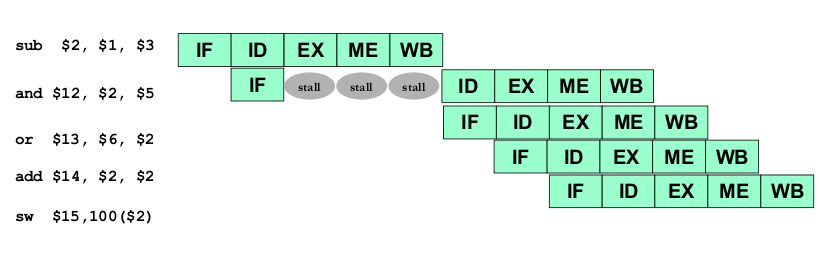 sub $2, $1, $3 IF ID EX ME WB
and $12, $2, $5 IF stall stall stall ID EX ME WB
or $13, $6, $2 IF ID EX ME WB
add $14, $2, $2 IF ID EX ME WB
sw $15,100($2) IF ID EX ME WB